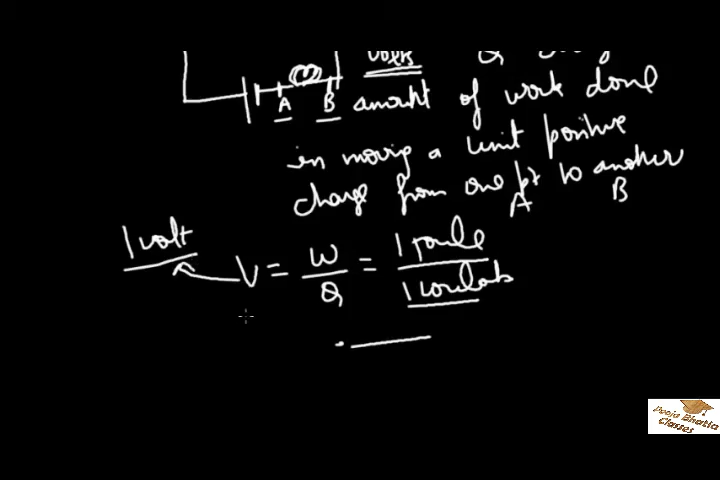 volts
A B amount of work done
in moving a unit positive
charge from one pt to another
A B
1 volt
V = W / Q = 1 joule / 1 coulomb
Pooja Bhatia
Classes